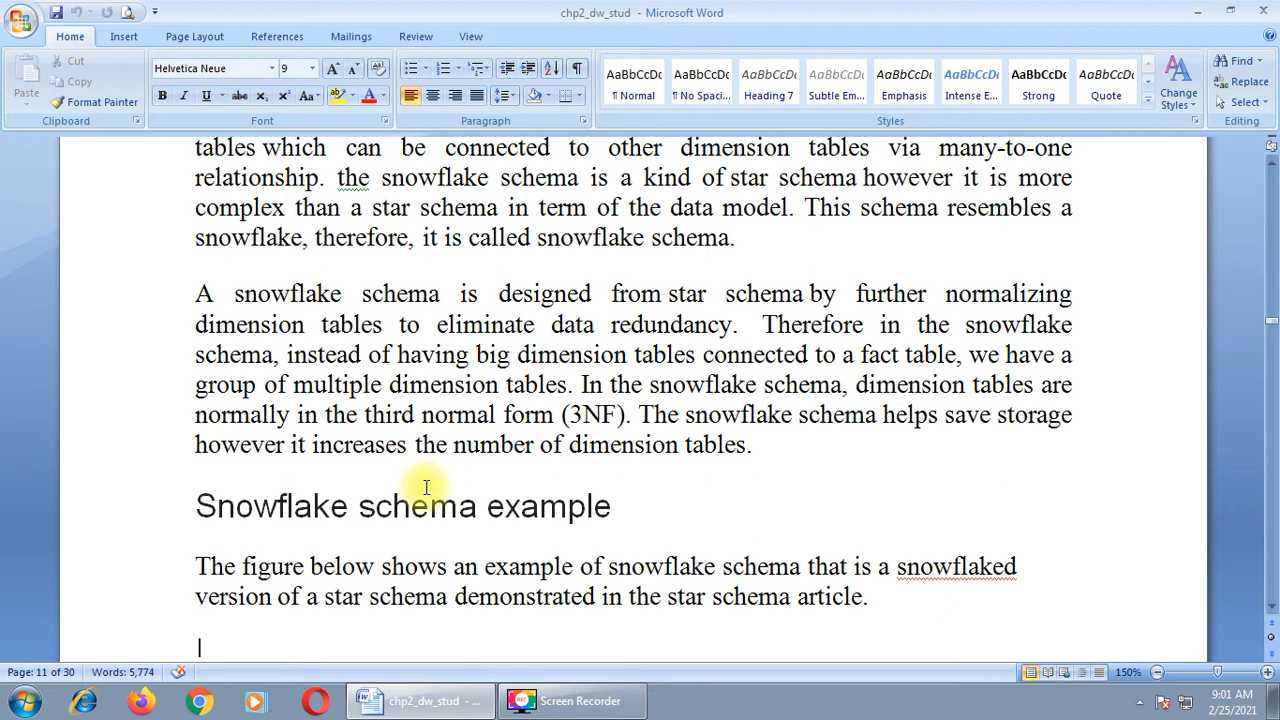 chp2_dw_stud - Microsoft Word
Home Insert Page Layout References Mailings Review View
Paste
Cut
Copy
Format Painter
Clipboard
Helvetica Neue 9
B I U abc x₂ x² Aa A
Font
Paragraph
AaBbCcDc AaBbCcDc AaBbCcDc AaBbCcDc AaBbCcDc AaBbCcDc AaBbCcDc AaBbCcDc
¶ Normal ¶ No Spaci... Heading 7 Subtle Em... Emphasis Intense E... Strong Quote
Styles
Change Styles
Find
Replace
Select
Editing
tables which can be connected to other dimension tables via many-to-one
relationship. the snowflake schema is a kind of star schema however it is more
complex than a star schema in term of the data model. This schema resembles a
snowflake, therefore, it is called snowflake schema.
A snowflake schema is designed from star schema by further normalizing
dimension tables to eliminate data redundancy. Therefore in the snowflake
schema, instead of having big dimension tables connected to a fact table, we have a
group of multiple dimension tables. In the snowflake schema, dimension tables are
normally in the third normal form (3NF). The snowflake schema helps save storage
however it increases the number of dimension tables.
Snowflake schema example
The figure below shows an example of snowflake schema that is a snowflaked
version of a star schema demonstrated in the star schema article.
Page: 11 of 30 Words: 5,774 150%
chp2_dw_stud - ... Screen Recorder
9:01 AM
2/25/2021